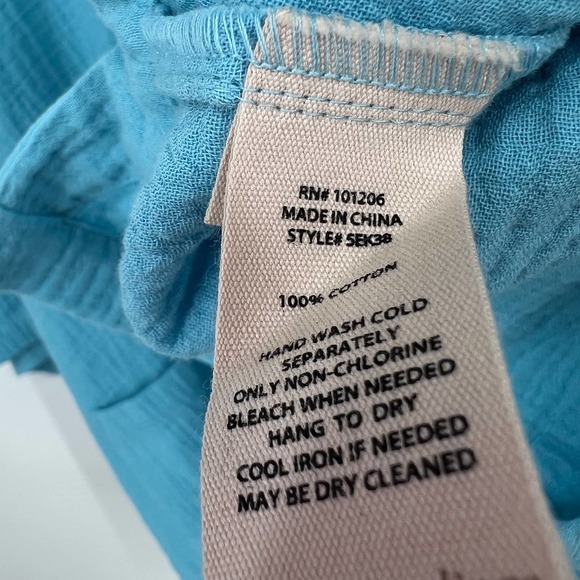 RN# 101206
MADE IN CHINA
STYLE# 5EK38
100% COTTON
HAND WASH COLD
SEPARATELY
ONLY NON-CHLORINE
BLEACH WHEN NEEDED
HANG TO DRY
COOL IRON IF NEEDED
MAY BE DRY CLEANED